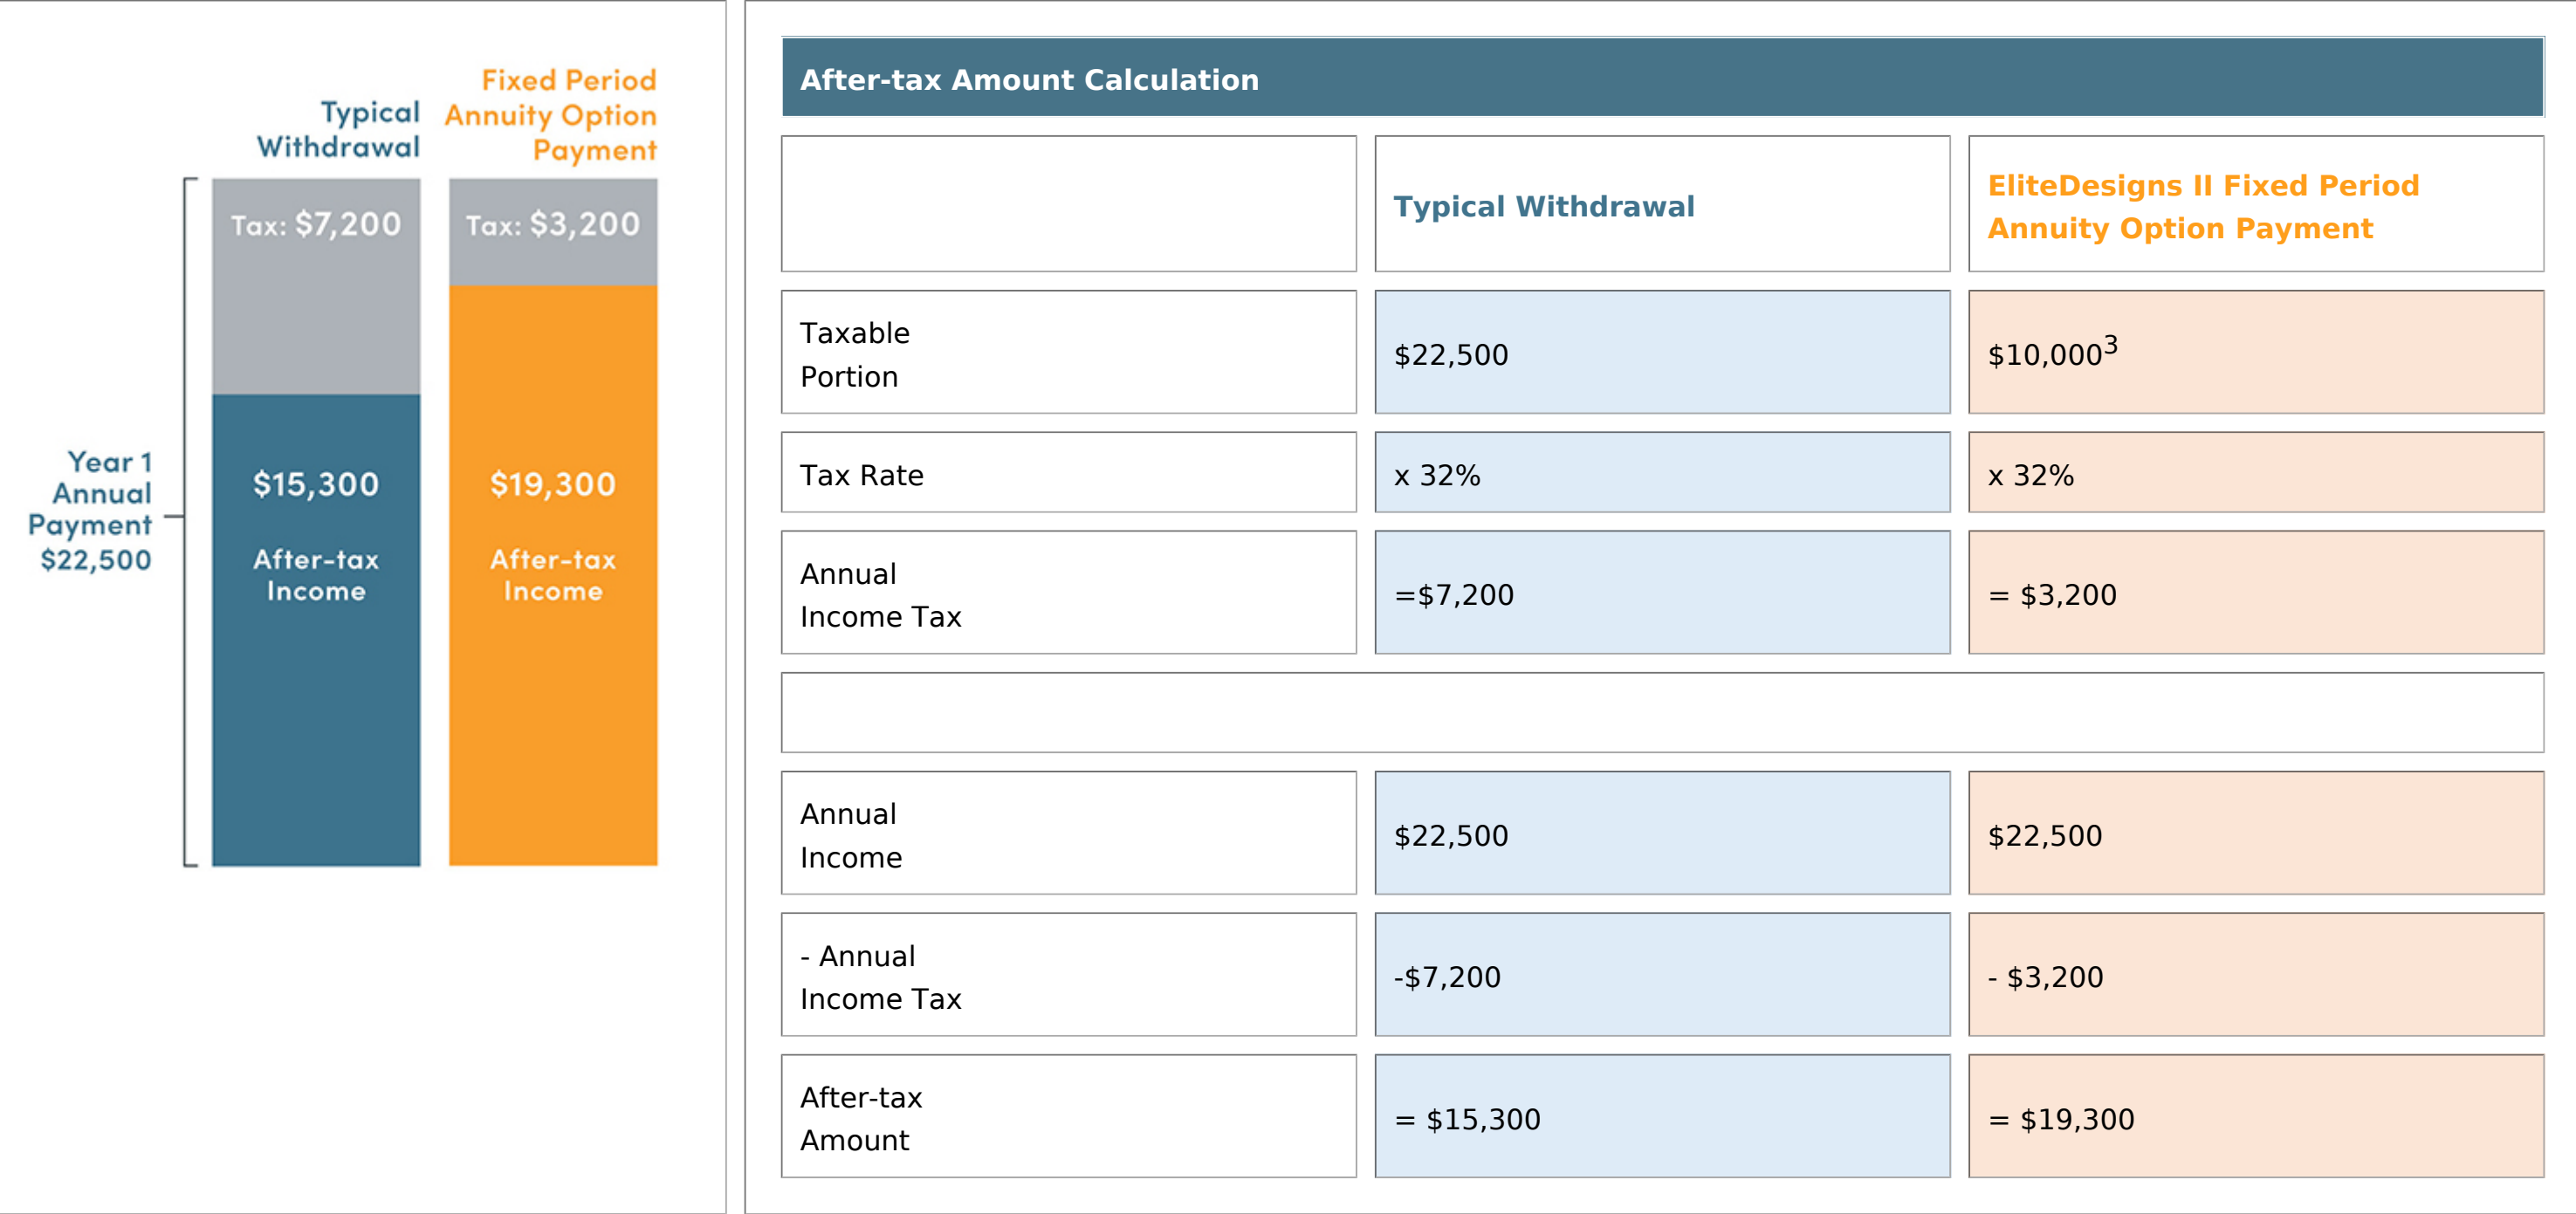 Typical
Withdrawal
Fixed Period
Annuity Option
Payment
Tax: $7,200
Tax: $3,200
Year 1
Annual
Payment
$22,500
$15,300
After-tax
Income
$19,300
After-tax
Income
After-tax Amount Calculation
Typical Withdrawal
EliteDesigns II Fixed Period
Annuity Option Payment
Taxable
Portion
$22,500
$10,000³
Tax Rate
x 32%
x 32%
Annual
Income Tax
=$7,200
= $3,200
Annual
Income
$22,500
$22,500
- Annual
Income Tax
-$7,200
- $3,200
After-tax
Amount
= $15,300
= $19,300